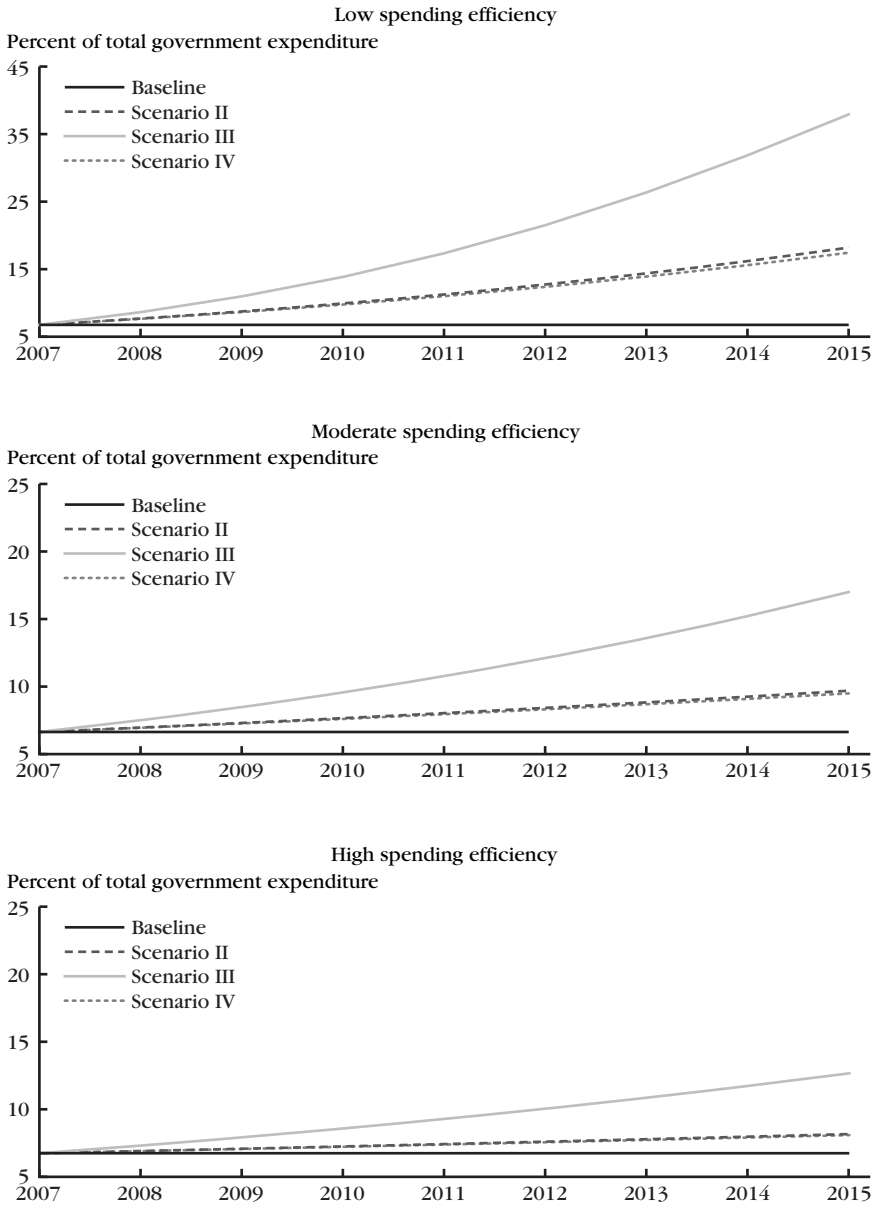 Low spending efficiency
Percent of total government expenditure
45
Baseline
Scenario II
35
Scenario III
Scenario IV
25
15
5
2007 2008 2009 2010 2011 2012 2013 2014 2015
Moderate spending efficiency
Percent of total government expenditure
25
Baseline
Scenario II
20
Scenario III
Scenario IV
15
10
5
2007 2008 2009 2010 2011 2012 2013 2014 2015
High spending efficiency
Percent of total government expenditure
25
Baseline
Scenario II
20
Scenario III
Scenario IV
15
10
5
2007 2008 2009 2010 2011 2012 2013 2014 2015